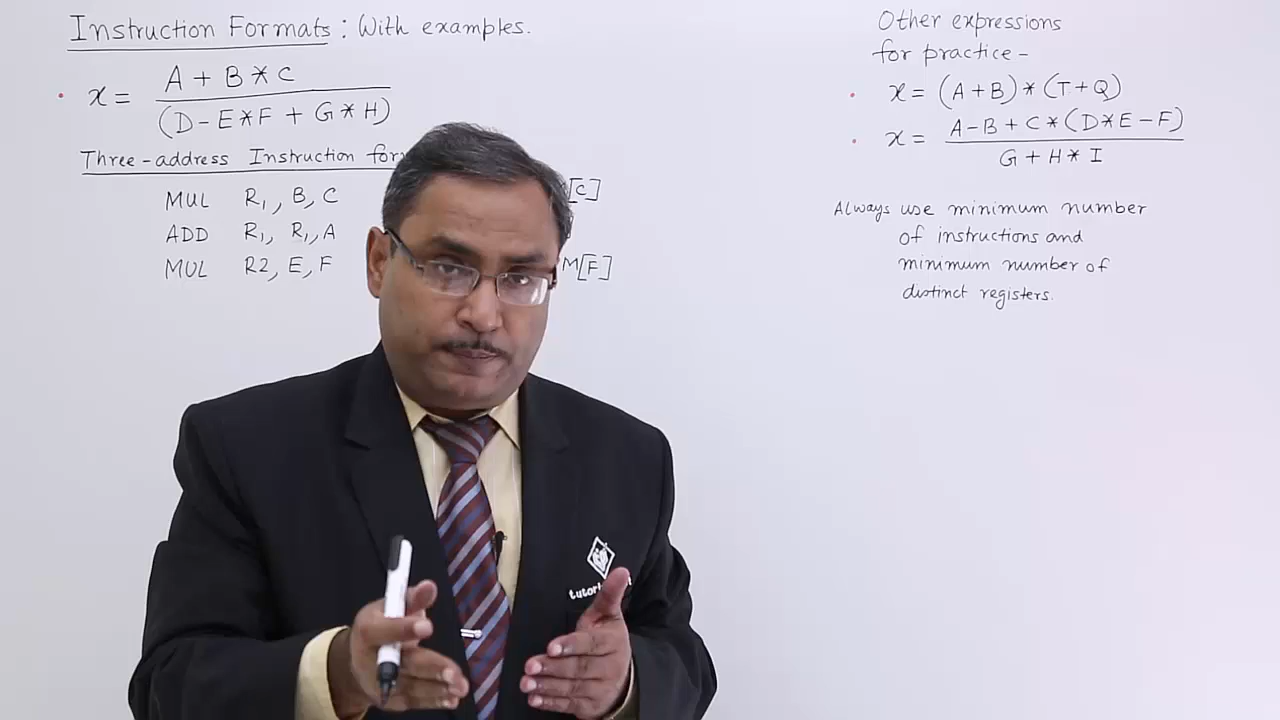 Instruction Formats: With examples.
x = A + B * C
(D - E * F + G * H)
Three-address Instruction
MUL R1, B, C
[C]
ADD R1, R1, A
MUL R2, E, F
M[F]
Other expressions
for practice -
x = (A + B) * (T + Q)
x = A - B + C * (D * E - F)
G + H * I
Always use minimum number
of instructions and
minimum number of
distinct registers.